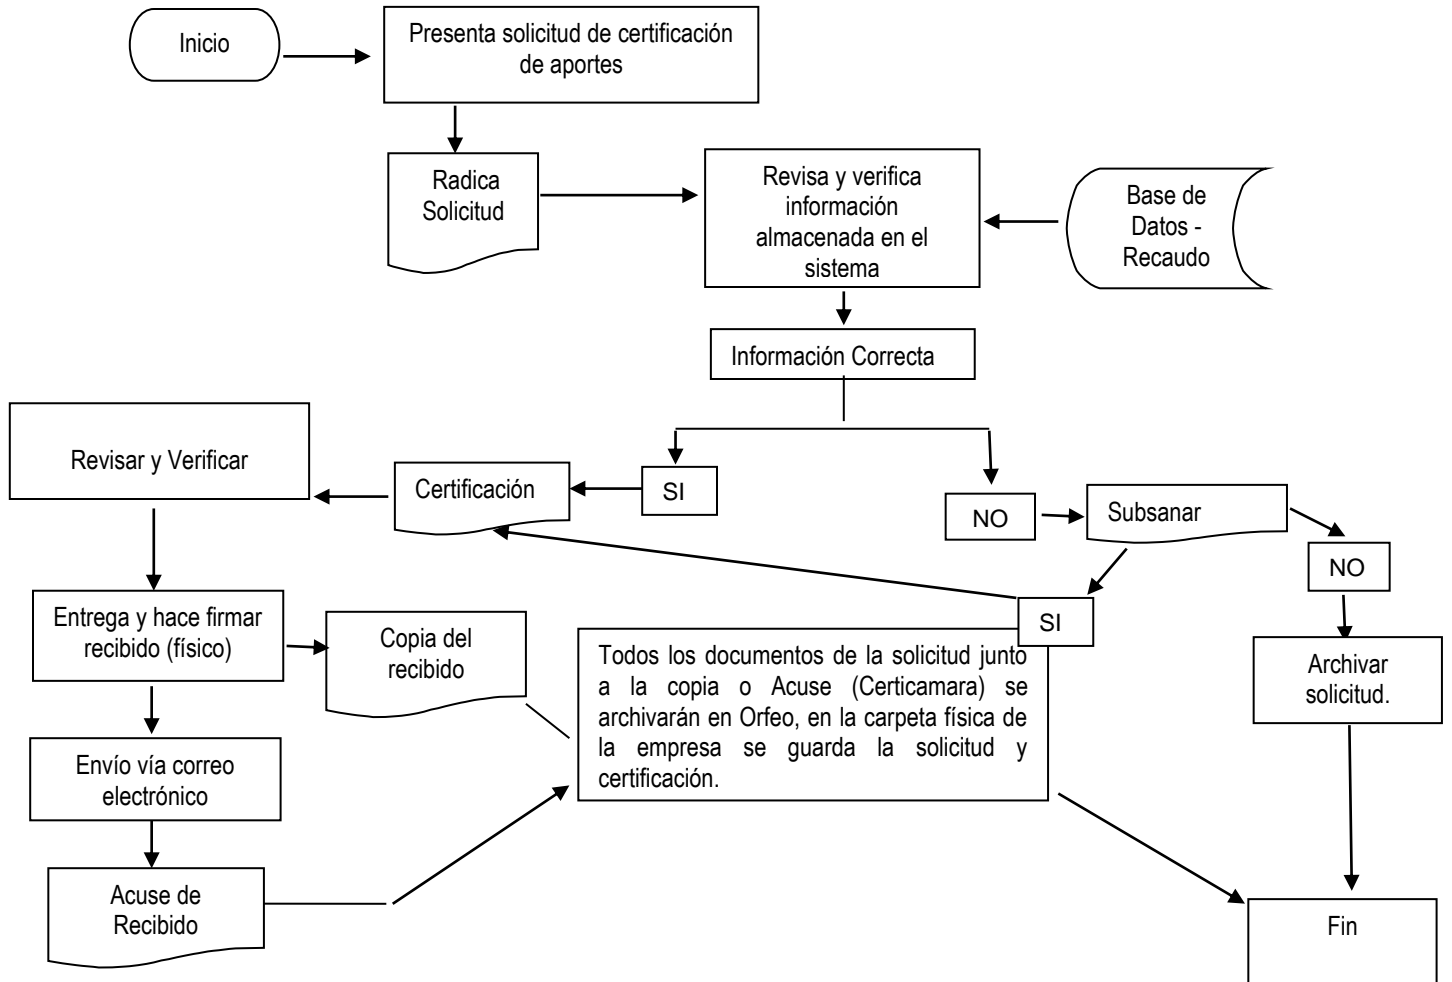 Inicio
Presenta solicitud de certificación
de aportes
Radica
Solicitud
Revisa y verifica
información
almacenada en el
sistema
Base de
Datos -
Recaudo
Información Correcta
Revisar y Verificar
Certificación
SI
NO
Subsanar
NO
SI
Entrega y hace firmar
recibido (físico)
Copia del
recibido
Todos los documentos de la solicitud junto
a la copia o Acuse (Certicamara) se
archivarán en Orfeo, en la carpeta física de
la empresa se guarda la solicitud y
certificación.
Archivar
solicitud.
Envío vía correo
electrónico
Acuse de
Recibido
Fin